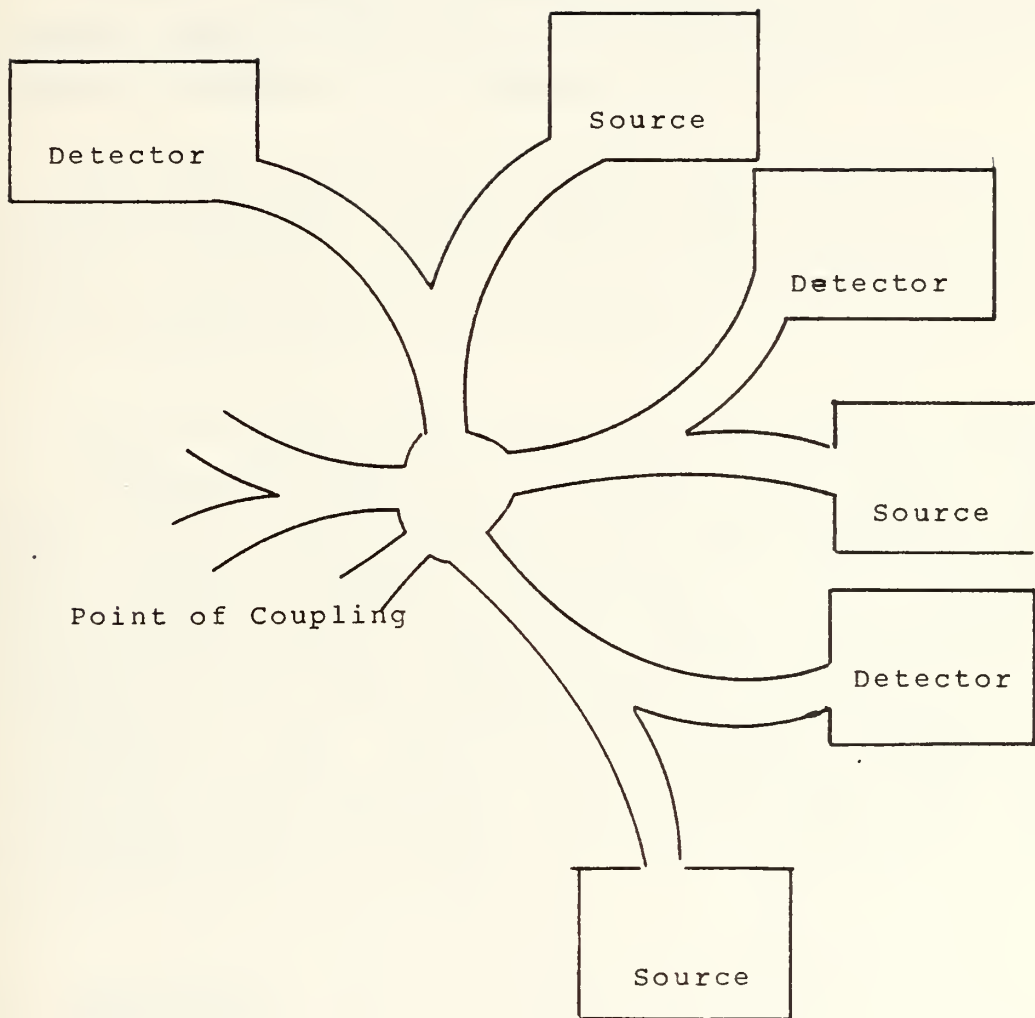 Source
Detector
Detector
Source
Point of Coupling
Detector
Source